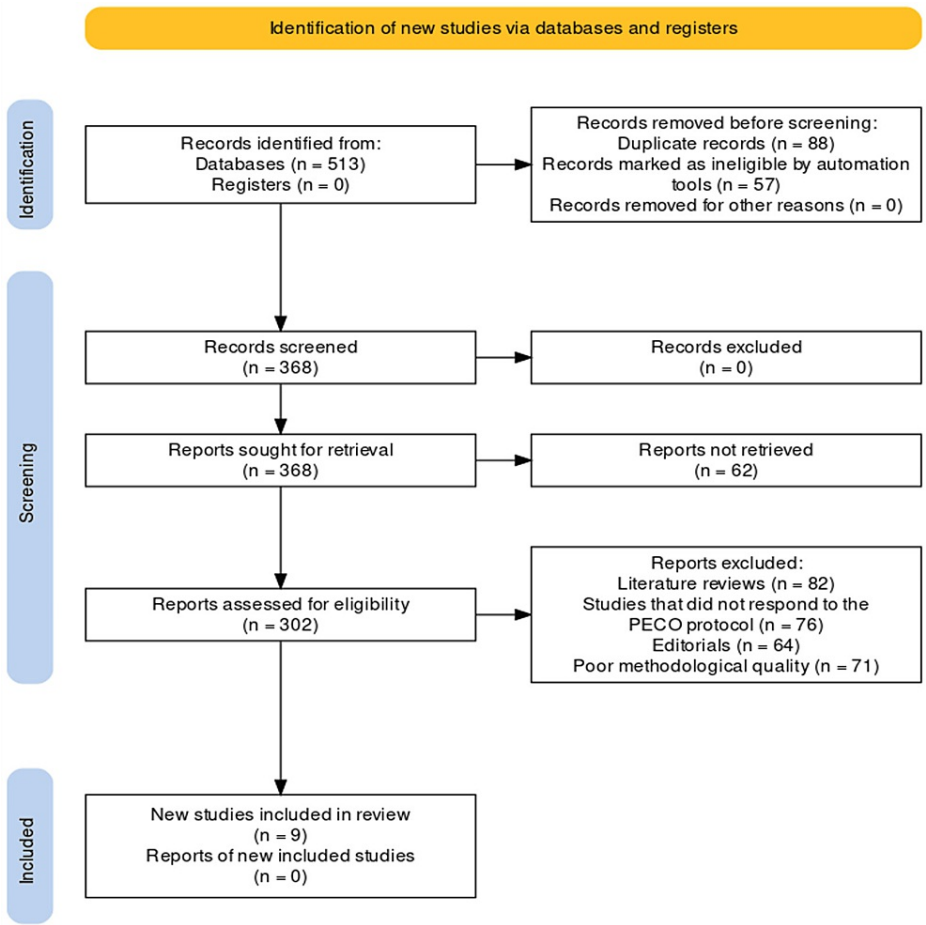 Identification of new studies via databases and registers
Identification
Records identified from:
Databases (n = 513)
Registers (n = 0)
Records removed before screening:
Duplicate records (n = 88)
Records marked as ineligible by automation
tools (n = 57)
Records removed for other reasons (n = 0)
Screening
Records screened
(n = 368)
Records excluded
(n = 0)
Reports sought for retrieval
(n = 368)
Reports not retrieved
(n = 62)
Reports assessed for eligibility
(n = 302)
Reports excluded:
Literature reviews (n = 82)
Studies that did not respond to the
PECO protocol (n = 76)
Editorials (n = 64)
Poor methodological quality (n = 71)
Included
New studies included in review
(n = 9)
Reports of new included studies
(n = 0)